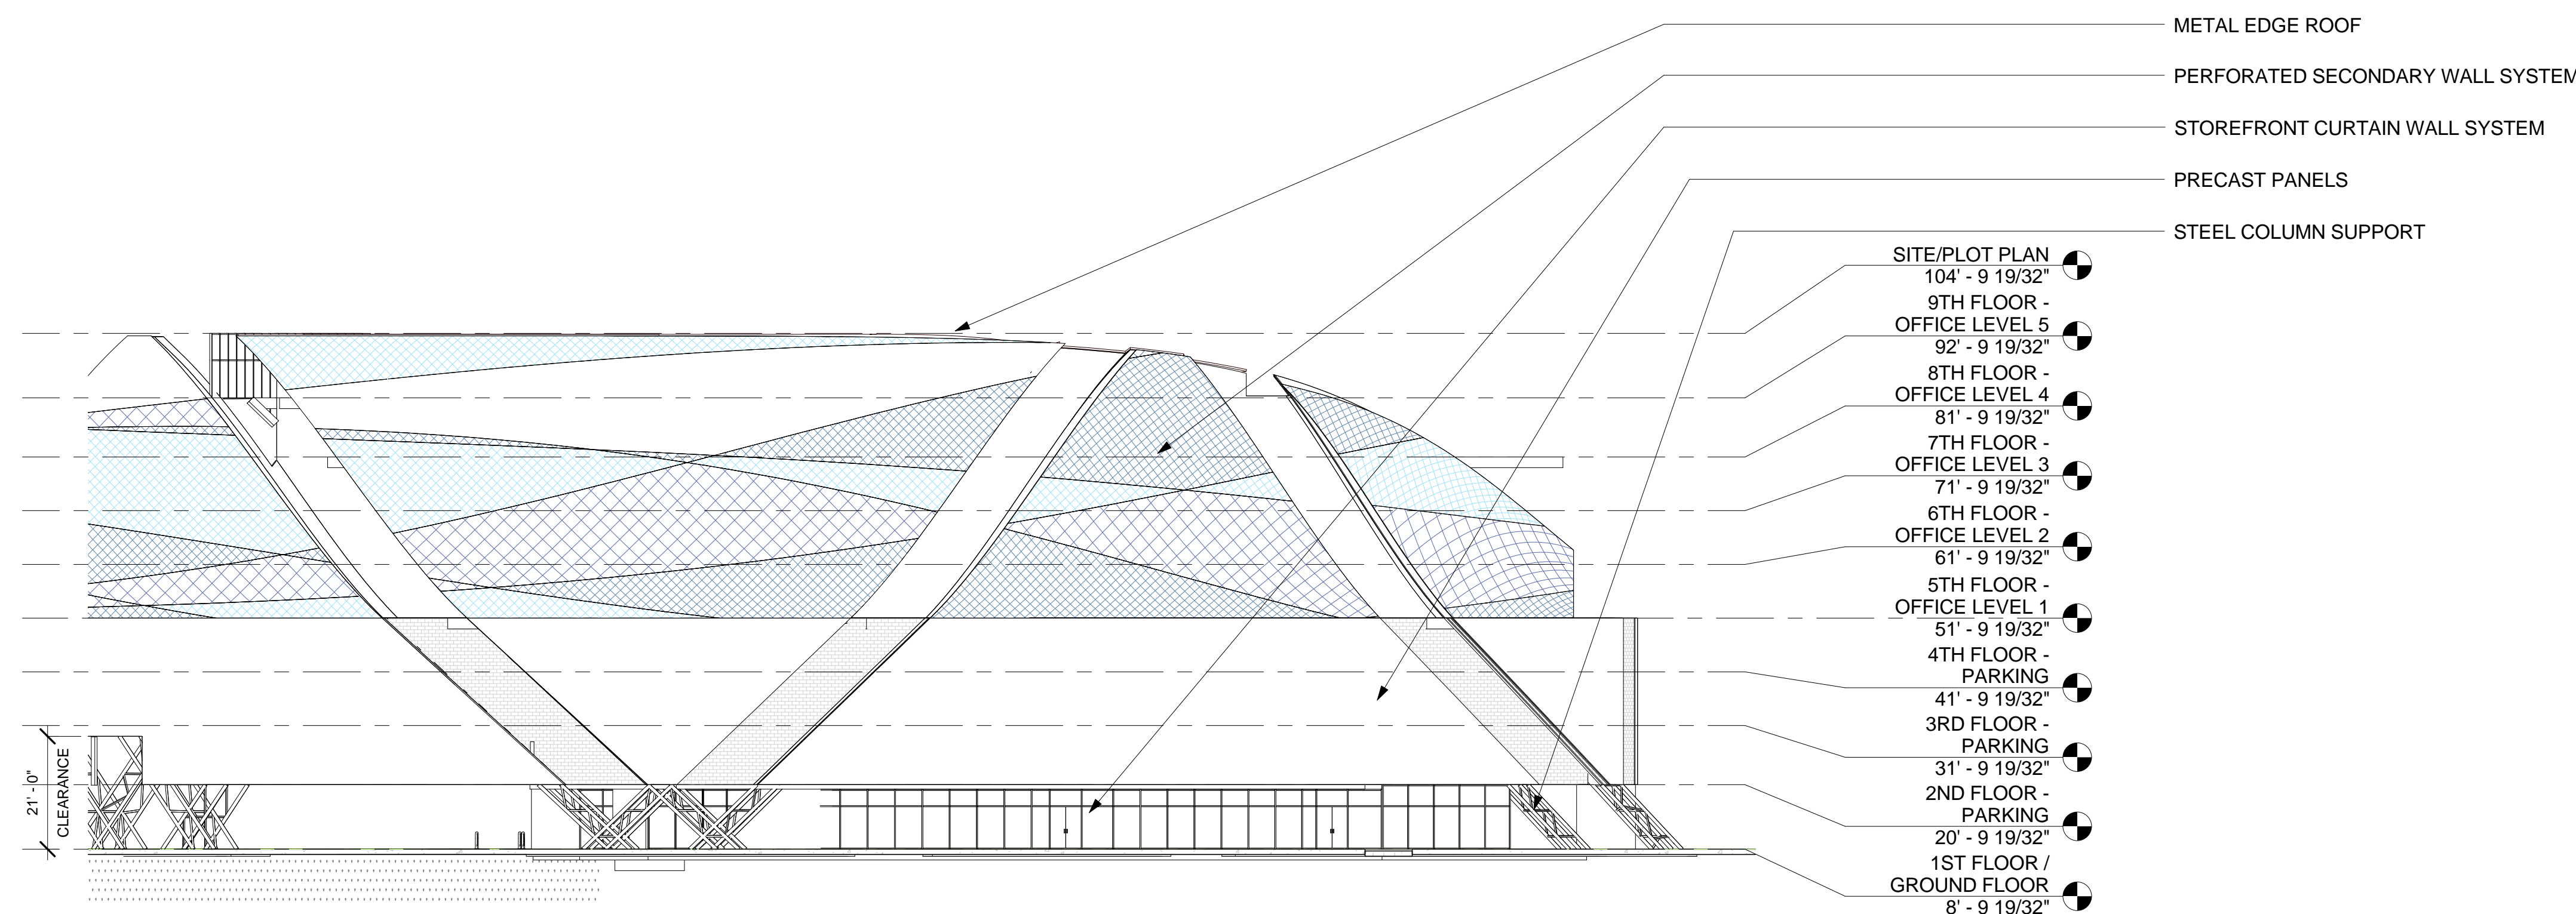 METAL EDGE ROOF
PERFORATED SECONDARY WALL SYSTEM
STOREFRONT CURTAIN WALL SYSTEM
PRECAST PANELS
STEEL COLUMN SUPPORT
SITE/PLOT PLAN
104' - 9 19/32"
9TH FLOOR -
OFFICE LEVEL 5
92' - 9 19/32"
8TH FLOOR -
OFFICE LEVEL 4
81' - 9 19/32"
7TH FLOOR -
OFFICE LEVEL 3
71' - 9 19/32"
6TH FLOOR -
OFFICE LEVEL 2
61' - 9 19/32"
5TH FLOOR -
OFFICE LEVEL 1
51' - 9 19/32"
4TH FLOOR -
PARKING
41' - 9 19/32"
3RD FLOOR -
PARKING
31' - 9 19/32"
2ND FLOOR -
PARKING
20' - 9 19/32"
1ST FLOOR /
GROUND FLOOR
8' - 9 19/32"
21' - 0"
CLEARANCE